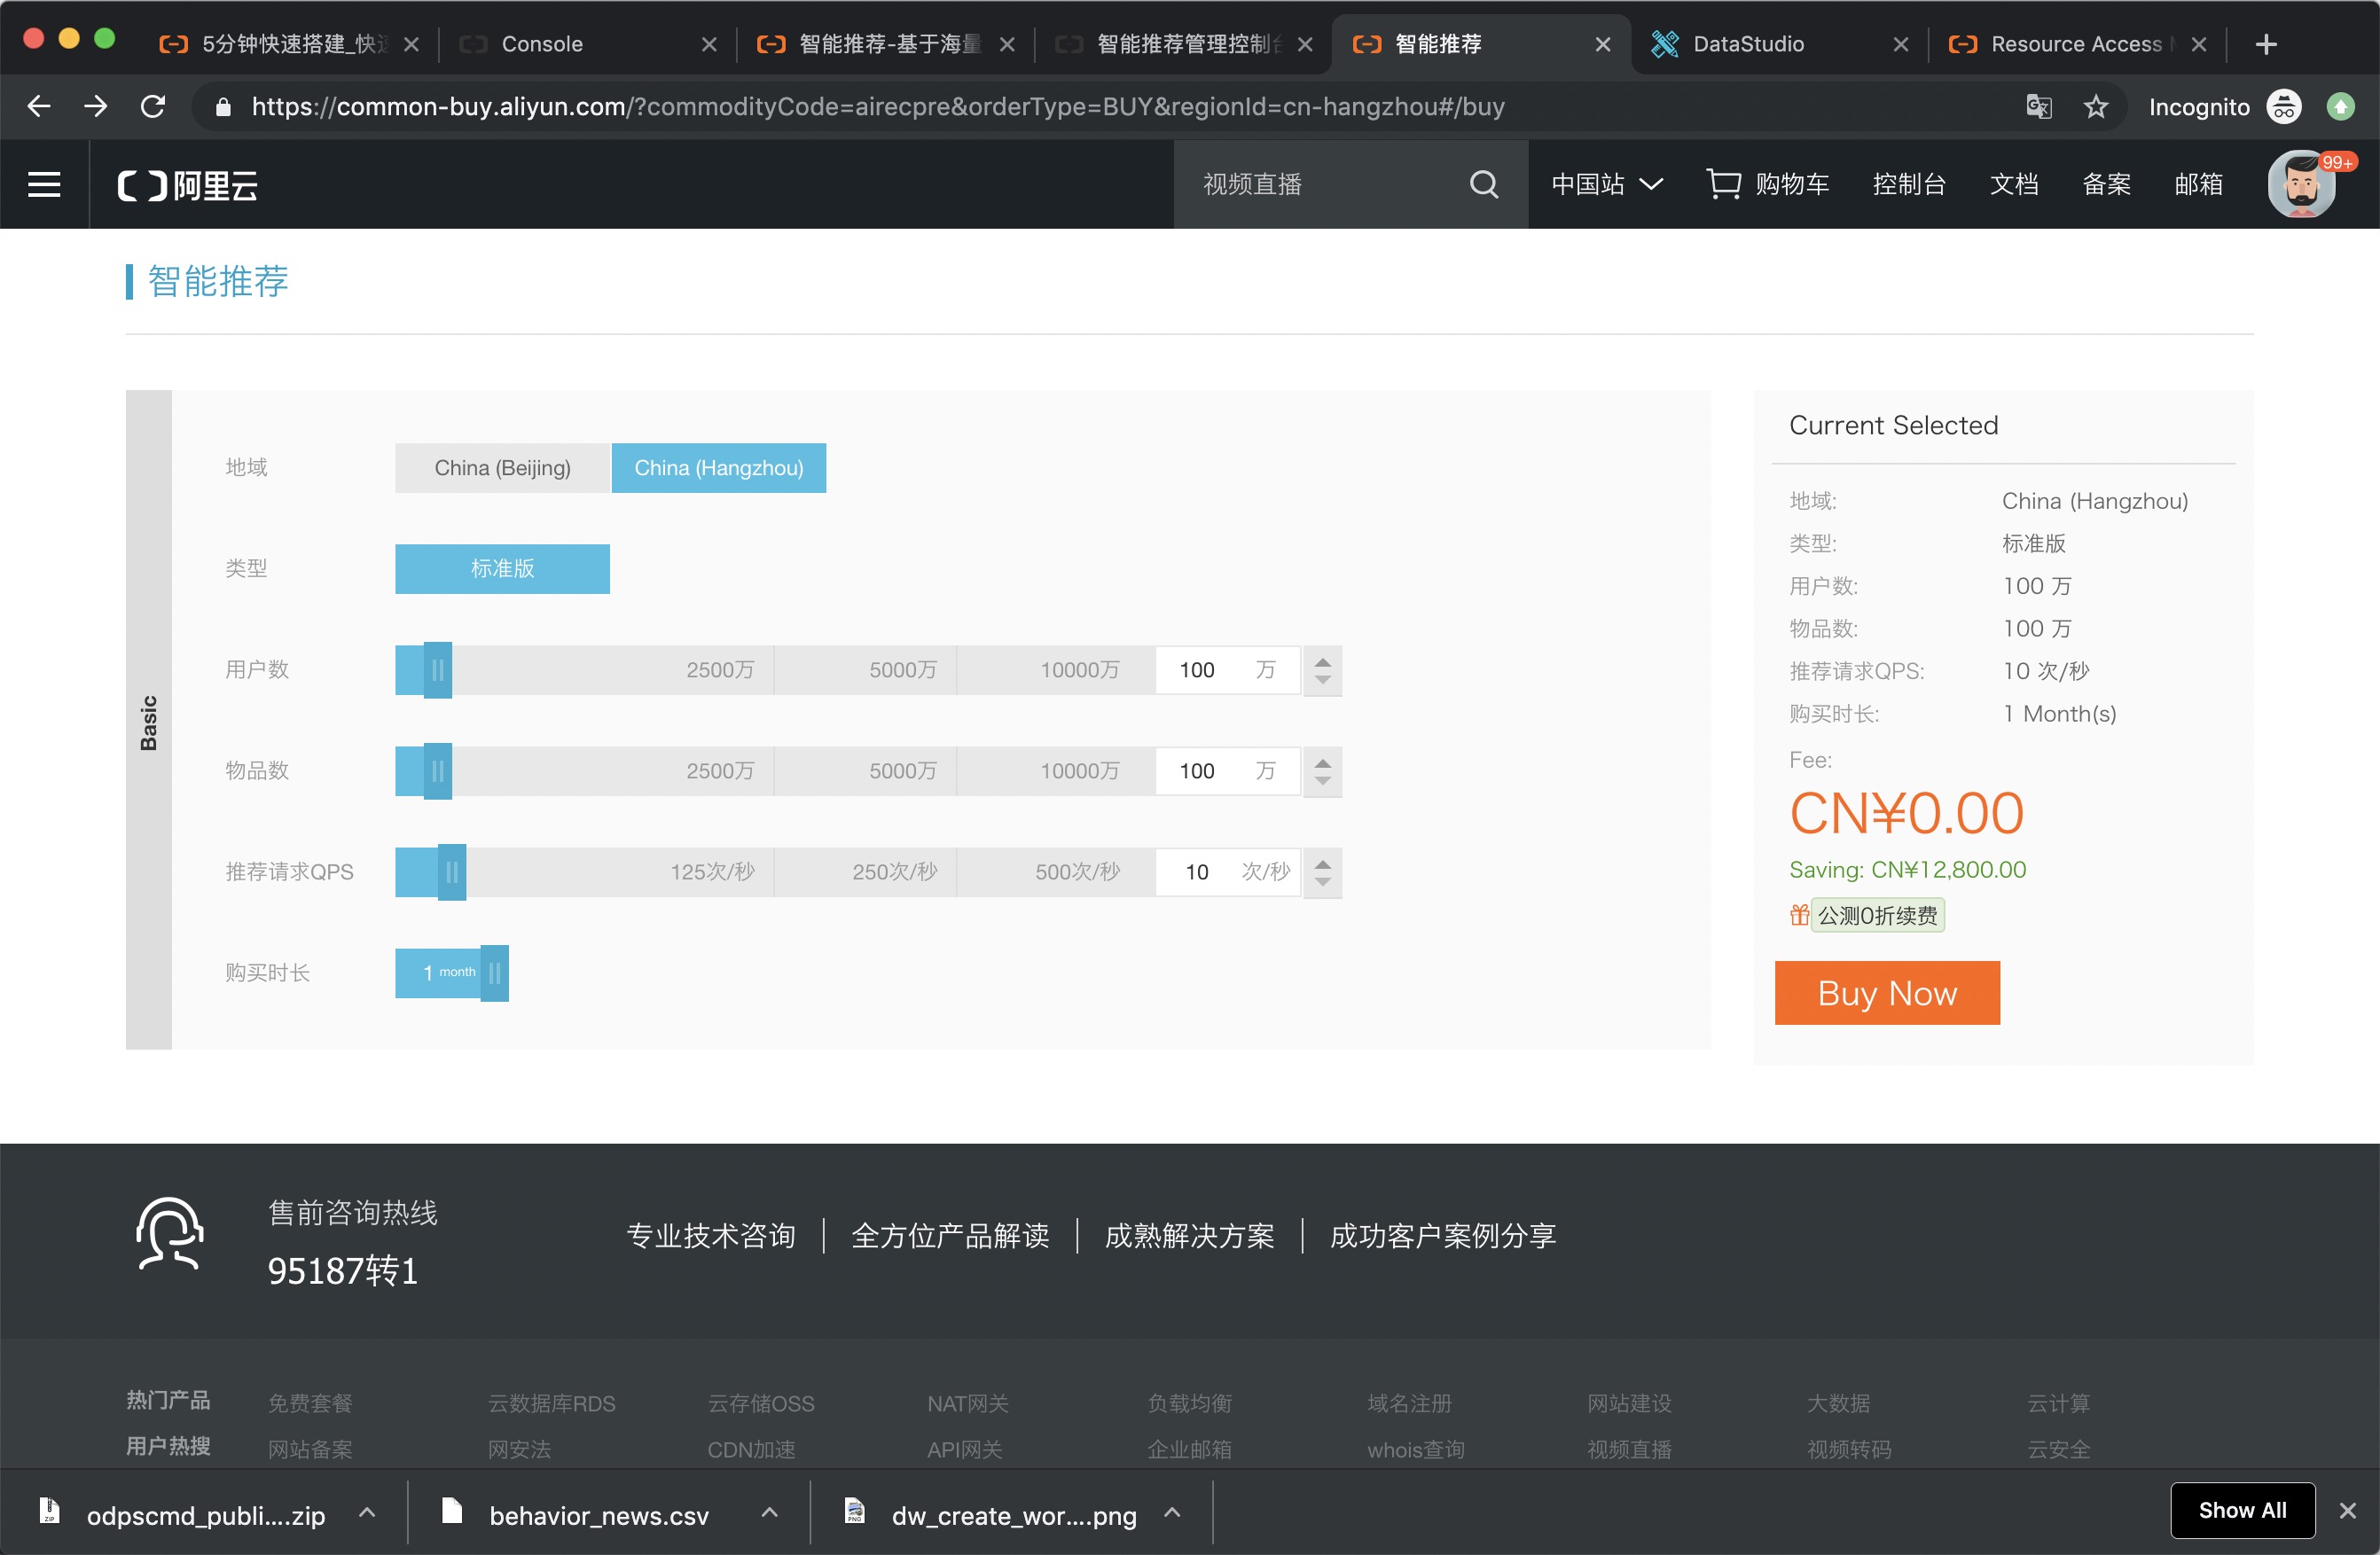 5分钟快速搭建_快速
Console
智能推荐-基于海量
智能推荐管理控制台
智能推荐
DataStudio
Resource Access
https://common-buy.aliyun.com/?commodityCode=airecpre&orderType=BUY&regionId=cn-hangzhou#/buy
Incognito
阿里云
视频直播
中国站
购物车
控制台
文档
备案
邮箱
99+
智能推荐
Basic
地域
China (Beijing)
China (Hangzhou)
类型
标准版
用户数
2500万
5000万
10000万
100 万
物品数
2500万
5000万
10000万
100 万
推荐请求QPS
125次/秒
250次/秒
500次/秒
10 次/秒
购买时长
1 month
Current Selected
地域: China (Hangzhou)
类型: 标准版
用户数: 100 万
物品数: 100 万
推荐请求QPS: 10 次/秒
购买时长: 1 Month(s)
Fee:
CN¥0.00
Saving: CN¥12,800.00
公测0折续费
Buy Now
售前咨询热线
95187转1
专业技术咨询
全方位产品解读
成熟解决方案
成功客户案例分享
热门产品 免费套餐 云数据库RDS 云存储OSS NAT网关 负载均衡 域名注册 网站建设 大数据 云计算
用户热搜 网站备案 网安法 CDN加速 API网关 企业邮箱 whois查询 视频直播 视频转码 云安全
odpscmd_publi....zip
behavior_news.csv
dw_create_wor....png
Show All